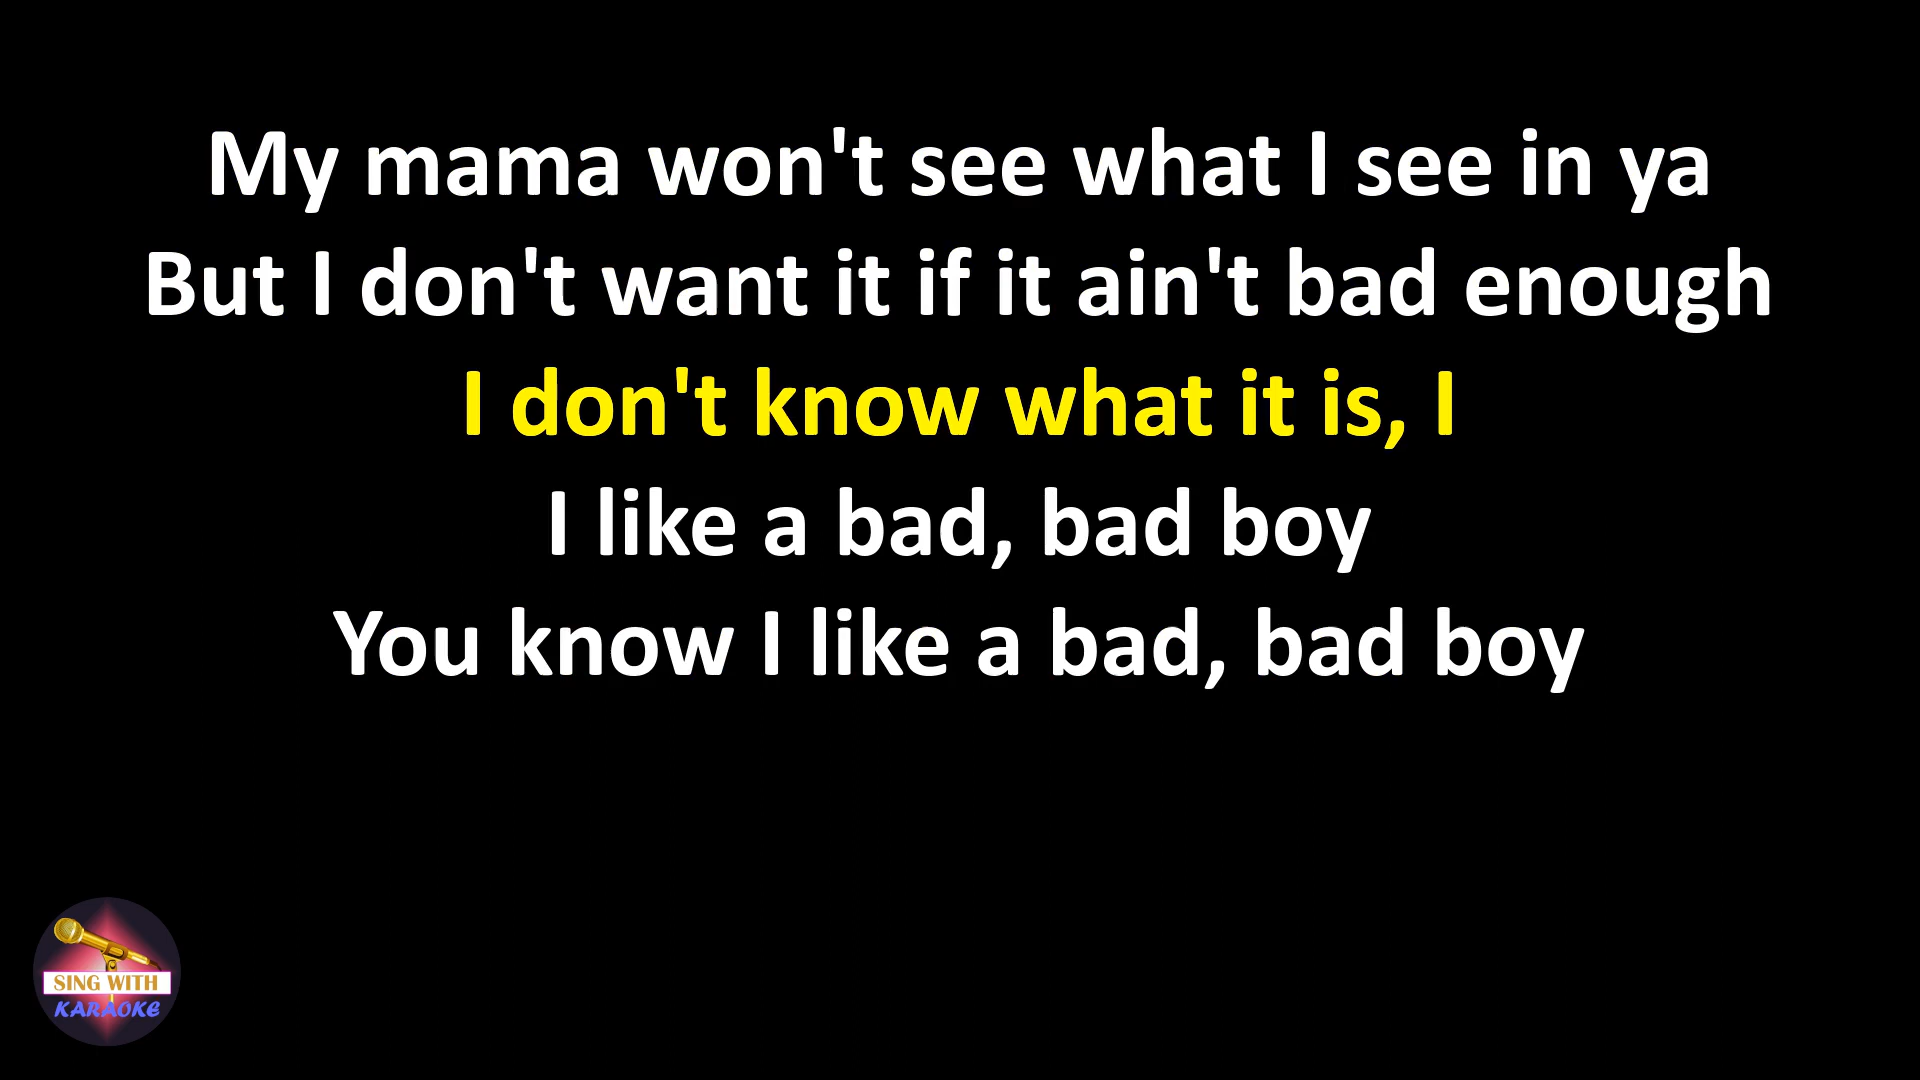 My mama won't see what I see in ya
But I don't want it if it ain't bad enough
I don't know what it is, I
I like a bad, bad boy
You know I like a bad, bad boy
SING WITH
KARAOKE